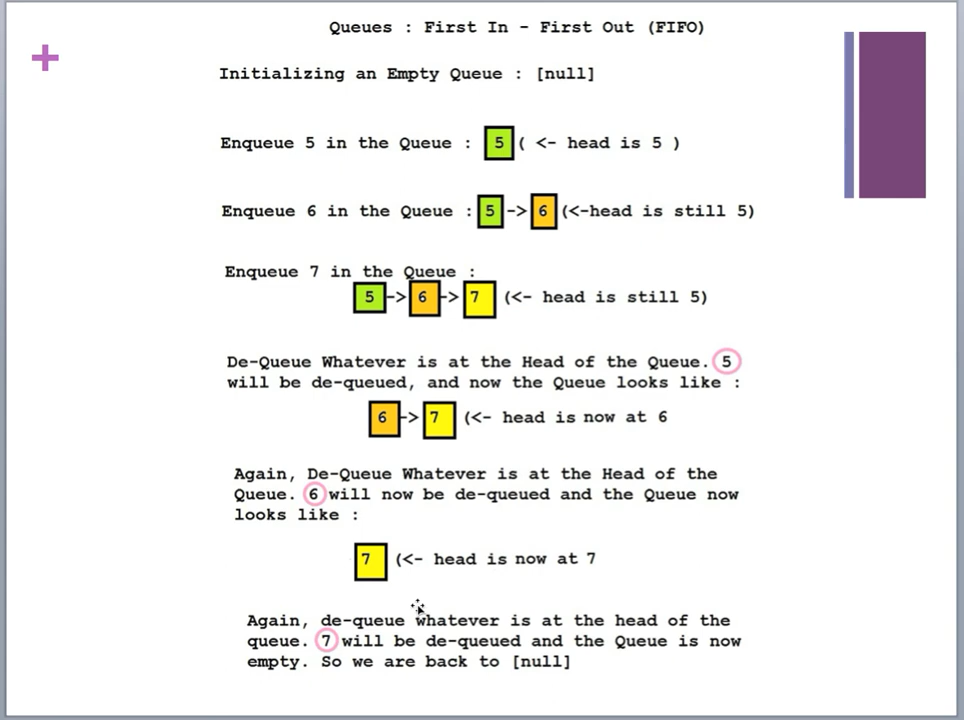 Queues : First In - First Out (FIFO)
Initializing an Empty Queue : [null]
Enqueue 5 in the Queue : 5 ( <- head is 5 )
Enqueue 6 in the Queue : 5 -> 6 (<-head is still 5)
Enqueue 7 in the Queue :
5 -> 6 -> 7 (<- head is still 5)
De-Queue Whatever is at the Head of the Queue. 5
will be de-queued, and now the Queue looks like :
6 -> 7 (<- head is now at 6
Again, De-Queue Whatever is at the Head of the
Queue. 6 will now be de-queued and the Queue now
looks like :
7 (<- head is now at 7
Again, de-queue whatever is at the head of the
queue. 7 will be de-queued and the Queue is now
empty. So we are back to [null]